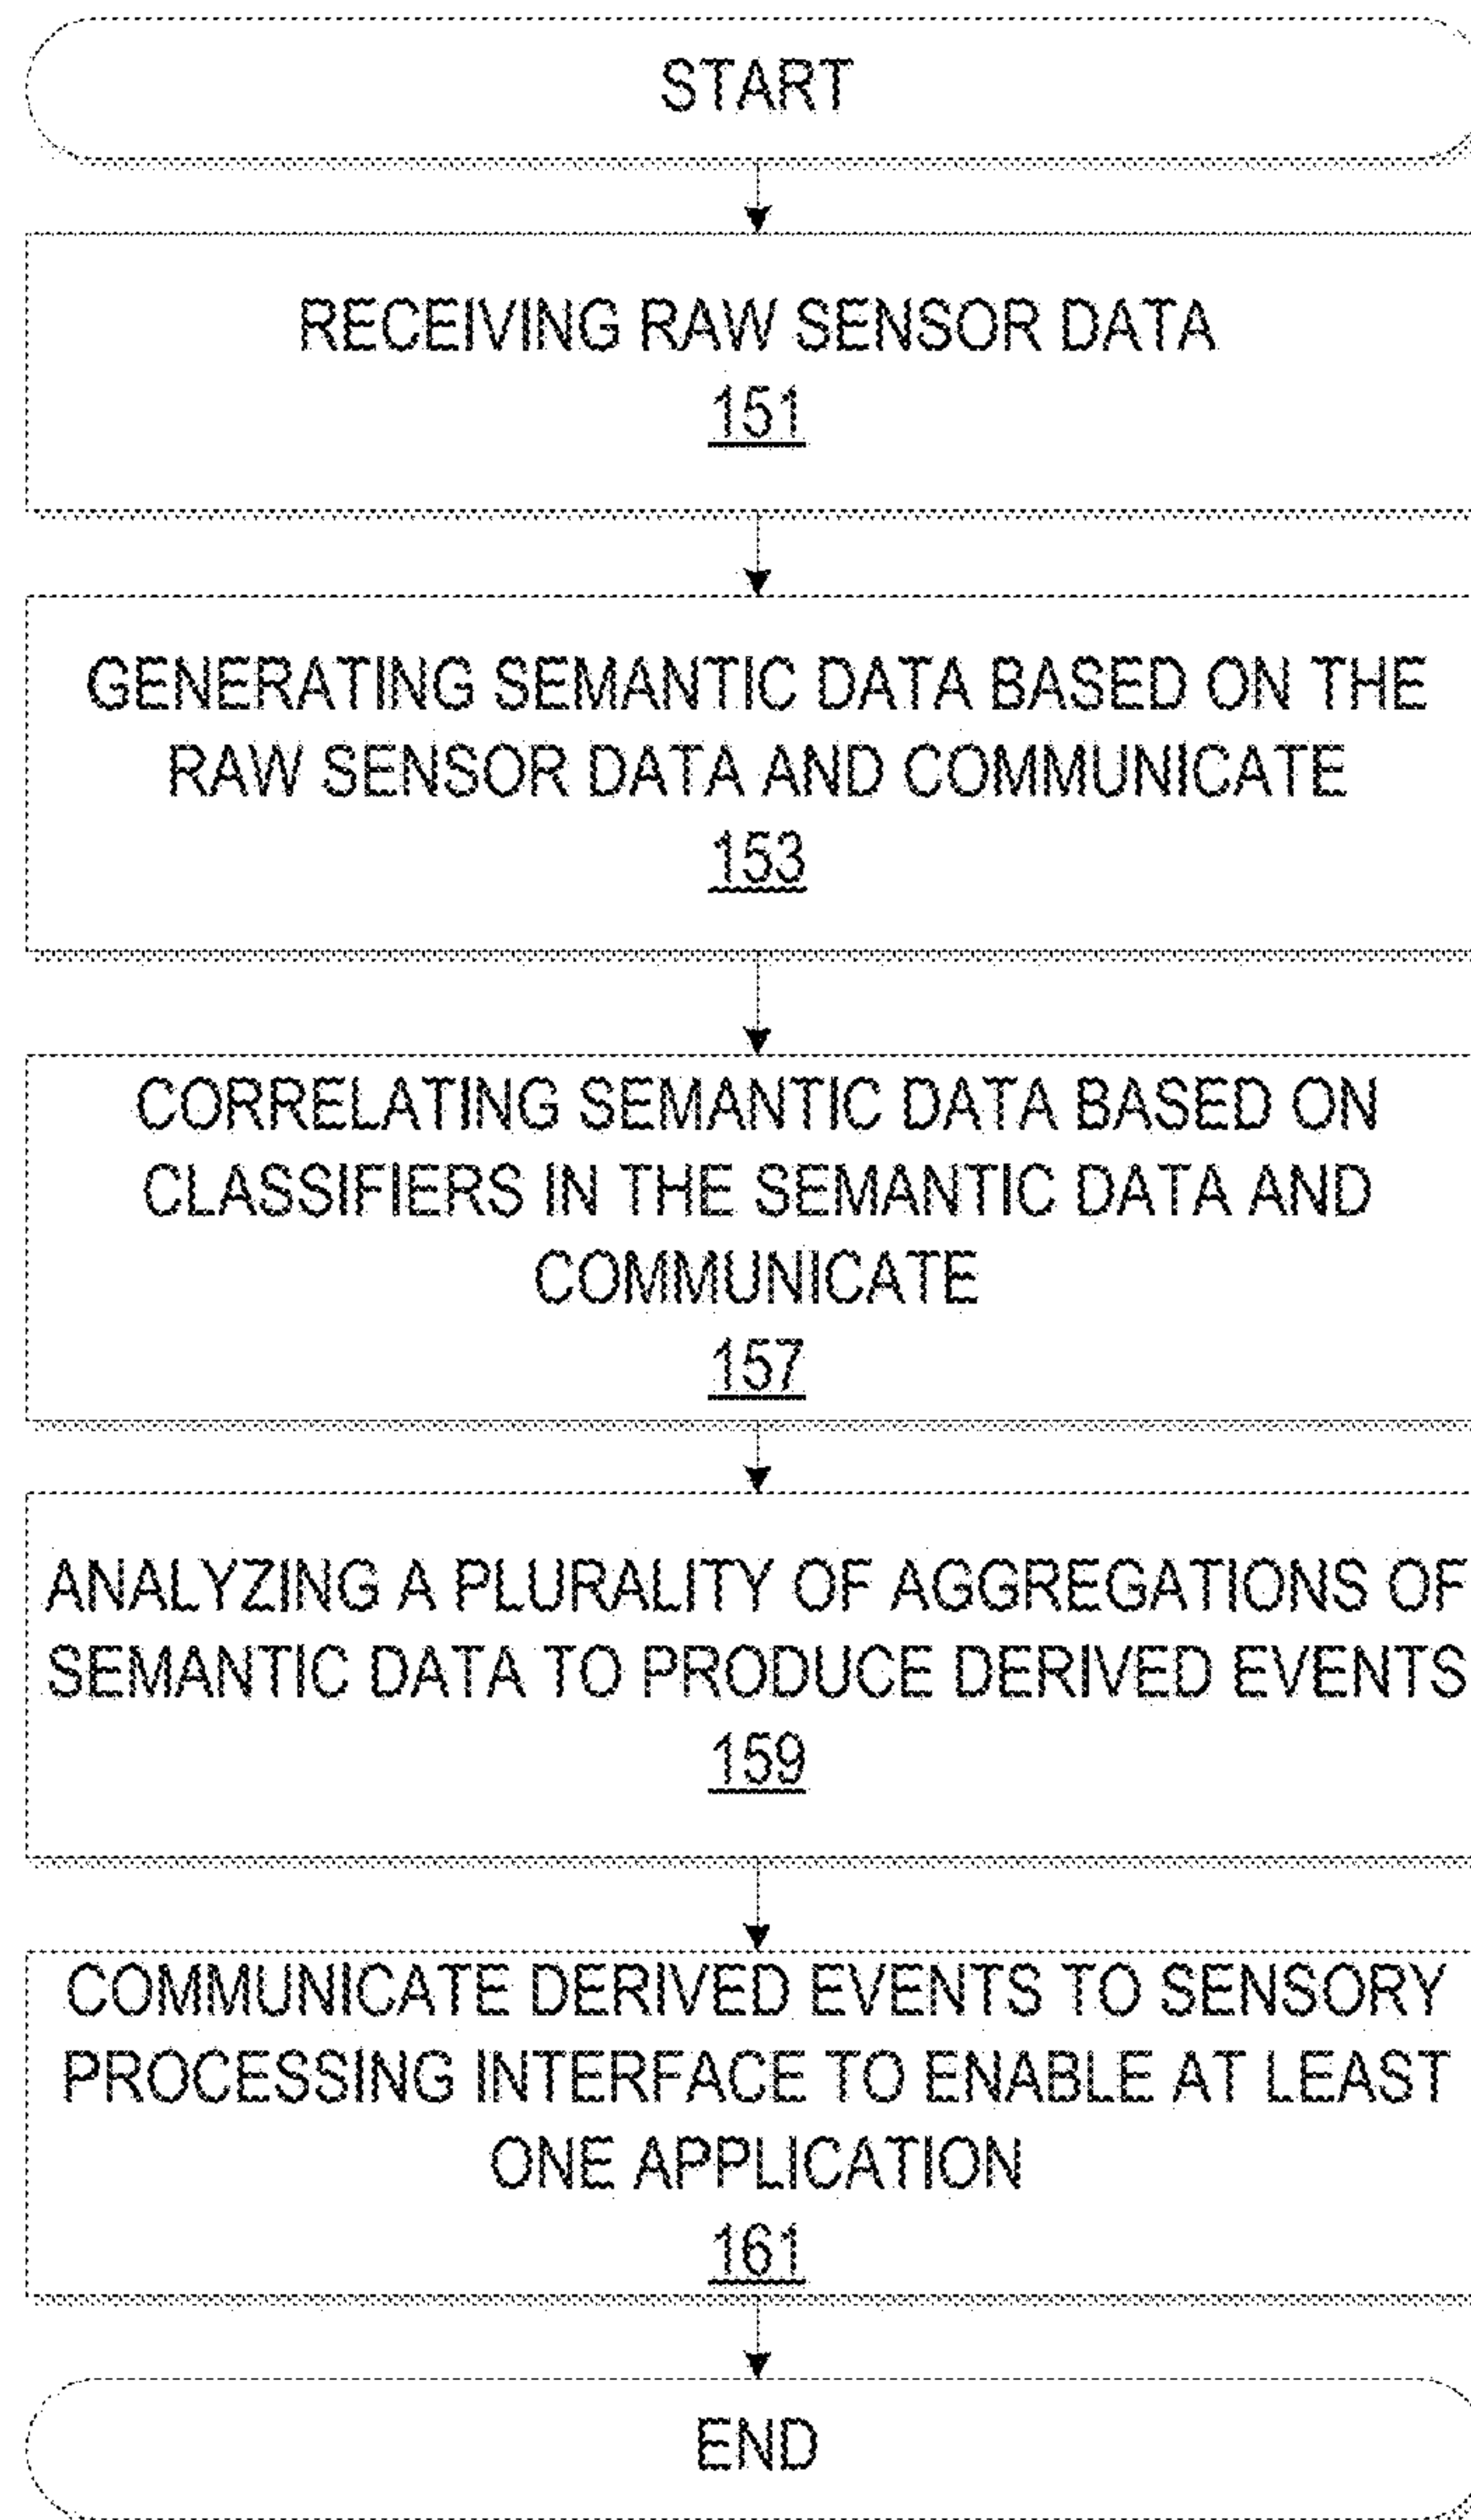 START
RECEIVING RAW SENSOR DATA
151
GENERATING SEMANTIC DATA BASED ON THE
RAW SENSOR DATA AND COMMUNICATE
153
CORRELATING SEMANTIC DATA BASED ON
CLASSIFIERS IN THE SEMANTIC DATA AND
COMMUNICATE
157
ANALYZING A PLURALITY OF AGGREGATIONS OF
SEMANTIC DATA TO PRODUCE DERIVED EVENTS
159
COMMUNICATE DERIVED EVENTS TO SENSORY
PROCESSING INTERFACE TO ENABLE AT LEAST
ONE APPLICATION
161
END